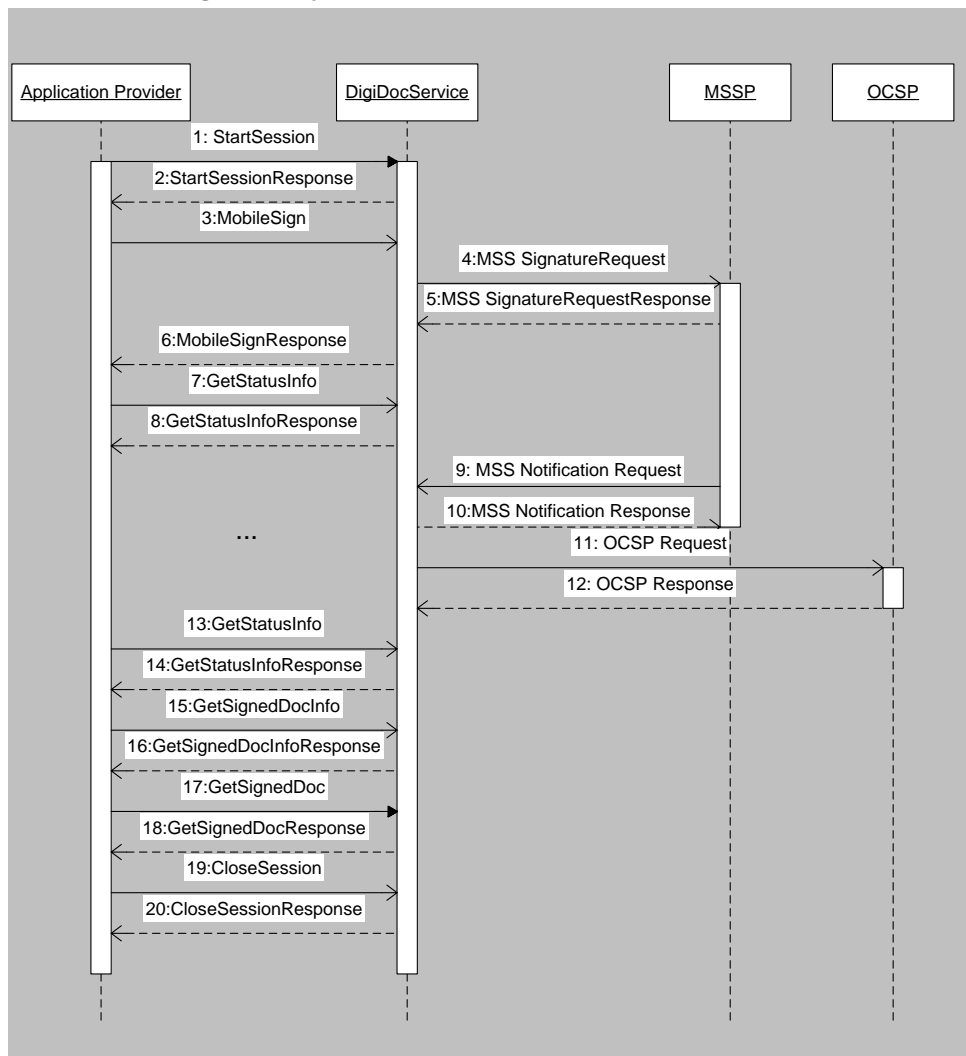 Application Provider
DigiDocService
MSSP
OCSP
1: StartSession
2:StartSessionResponse
3:MobileSign
4:MSS SignatureRequest
5:MSS SignatureRequestResponse
6:MobileSignResponse
7:GetStatusInfo
8:GetStatusInfoResponse
9: MSS Notification Request
10:MSS Notification Response
...
11: OCSP Request
12: OCSP Response
13:GetStatusInfo
14:GetStatusInfoResponse
15:GetSignedDocInfo
16:GetSignedDocInfoResponse
17:GetSignedDoc
18:GetSignedDocResponse
19:CloseSession
20:CloseSessionResponse